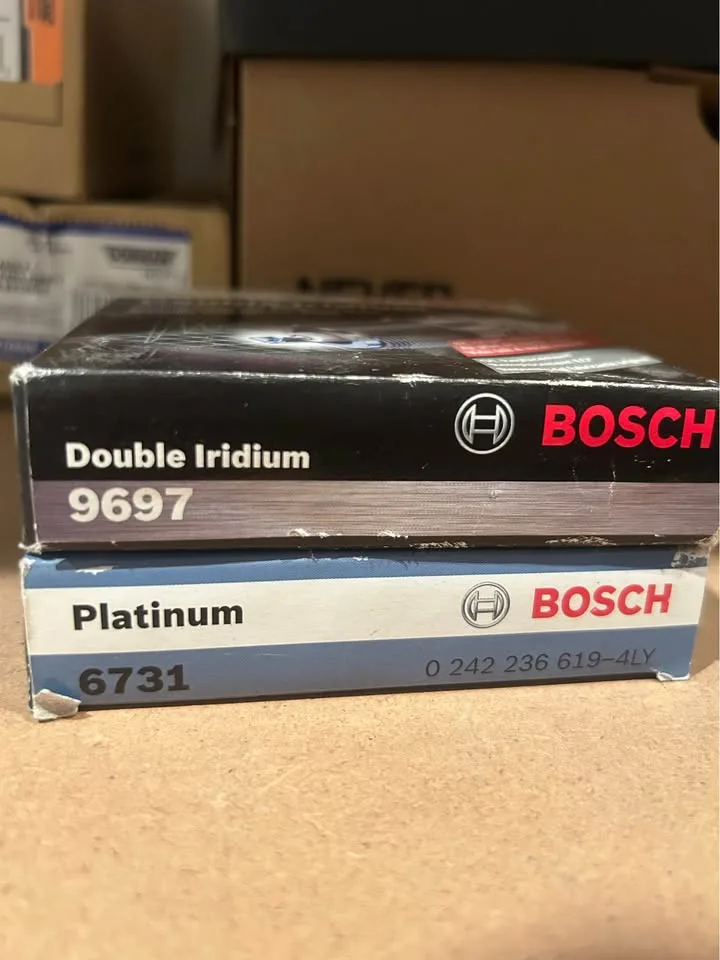 Double Iridium
9697
BOSCH
Platinum
6731
BOSCH
0 242 236 619-4LY